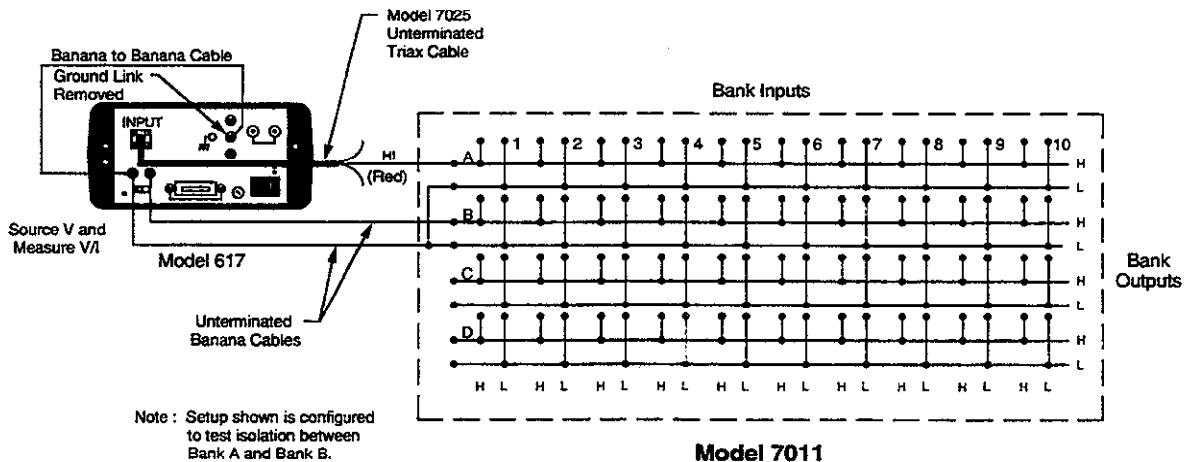 Model 7025
Unterminated
Triax Cable
Banana to Banana Cable
Ground Link
Removed
INPUT
HI
(Red)
Source V and
Measure V/I
Model 617
Unterminated
Banana Cables
Note : Setup shown is configured
to test isolation between
Bank A and Bank B.
Bank Inputs
1 2 3 4 5 6 7 8 9 10
A H
L
B H
L
C H
L
D H
L
H L H L H L H L H L H L H L H L H L H L
Bank
Outputs
Model 7011